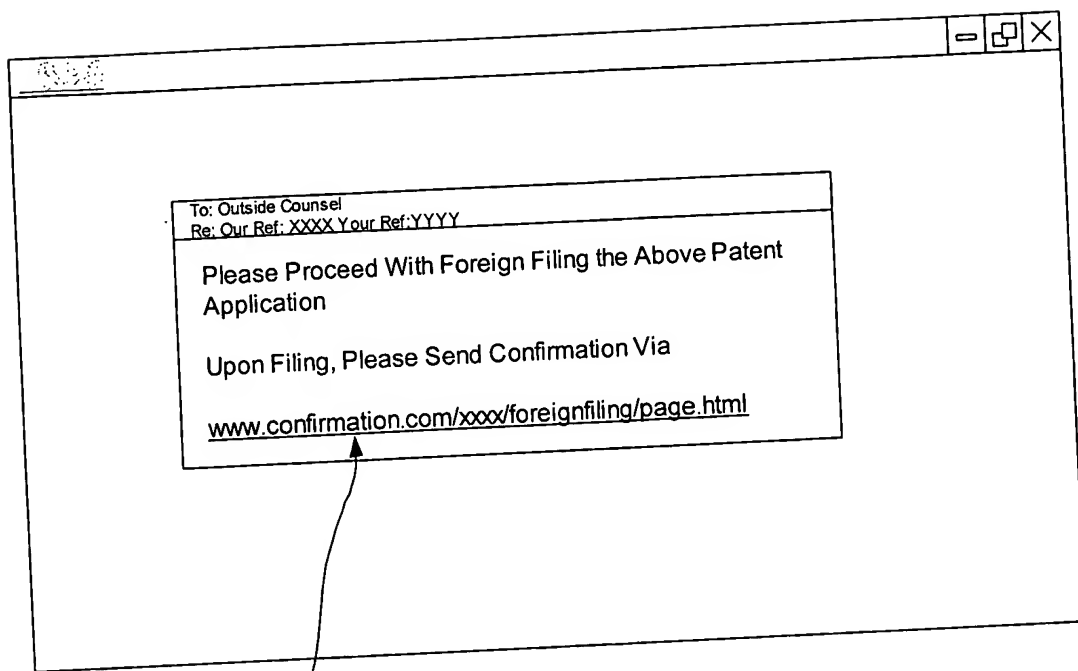 To: Outside Counsel
Re: Our Ref: XXXX Your Ref:YYYY
Please Proceed With Foreign Filing the Above Patent
Application
Upon Filing, Please Send Confirmation Via
www.confirmation.com/xxxx/foreignfiling/page.html